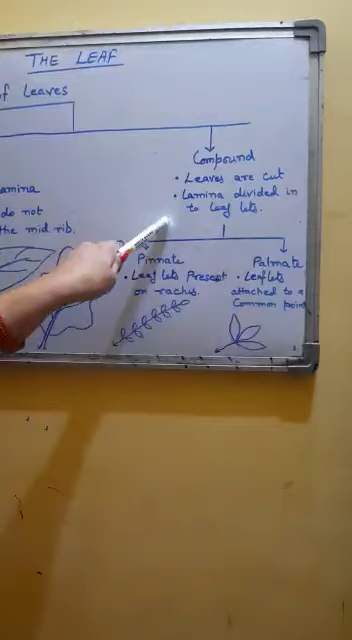 THE LEAF
of Leaves
Compound
• Leaves are cut
• Lamina divided in
to leaf lets.
amina
do not
the mid rib.
Pinnate
• Leaf lets Present
on rachis.
Palmate
• Leaflets
attached to a
Common point